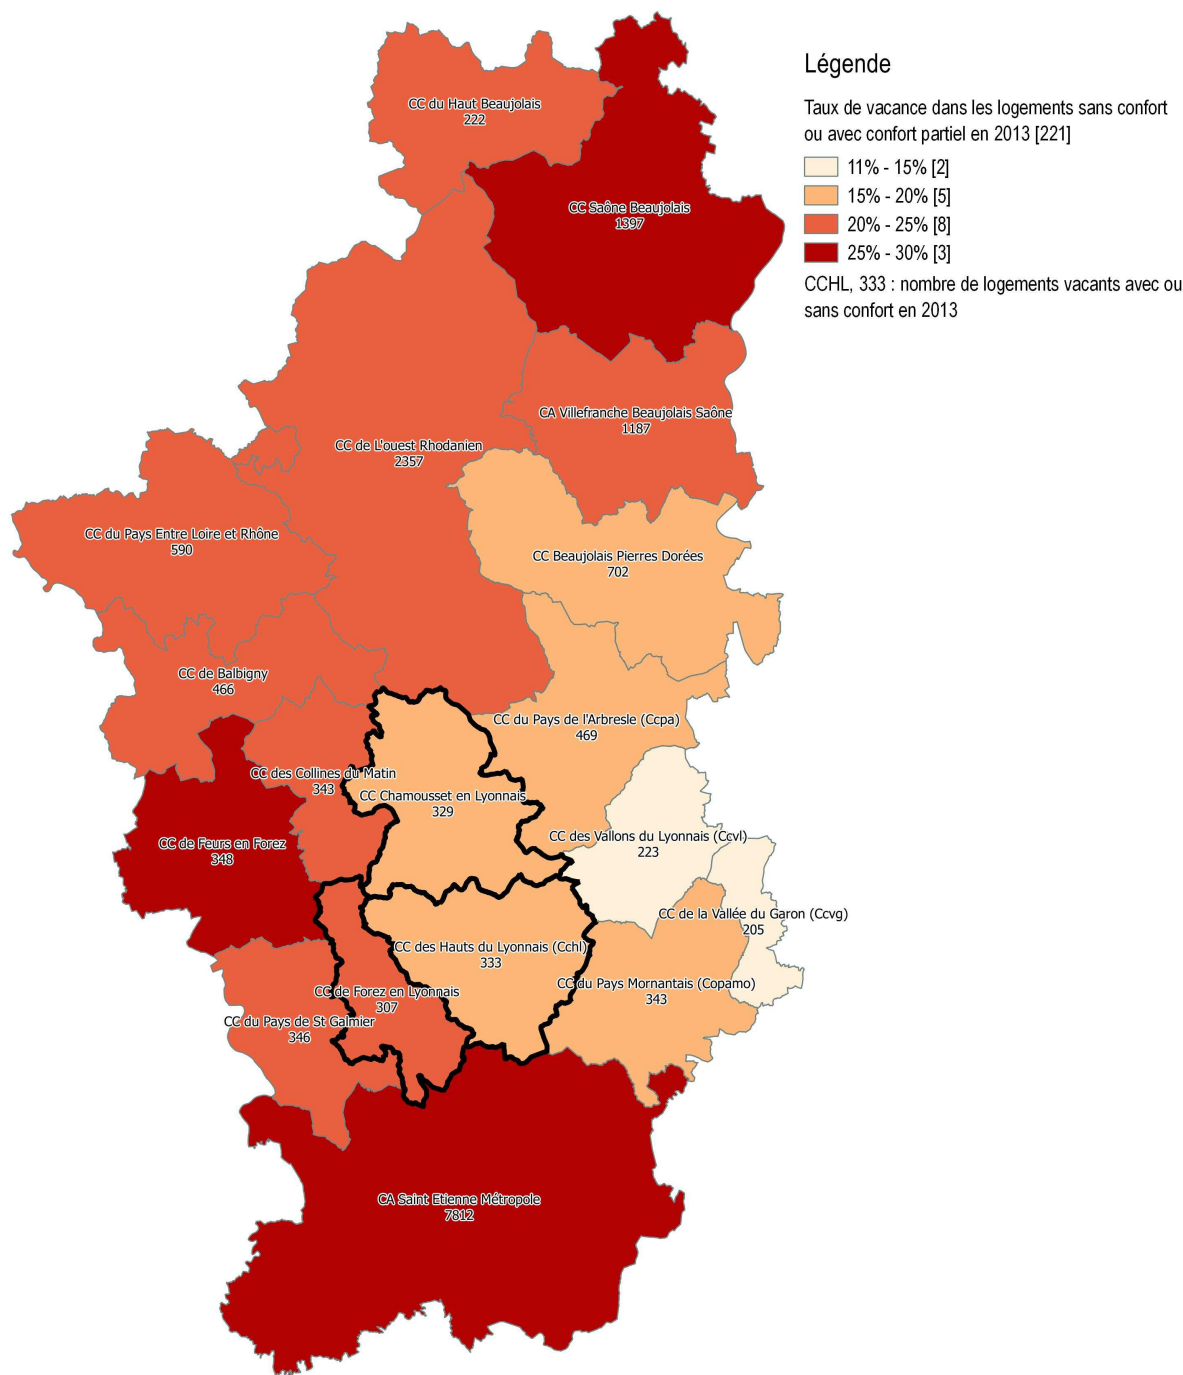 Légende
Taux de vacance dans les logements sans confort
ou avec confort partiel en 2013 [221]
11% - 15% [2]
15% - 20% [5]
20% - 25% [8]
25% - 30% [3]
CCHL, 333 : nombre de logements vacants avec ou
sans confort en 2013
CC du Haut Beaujolais
222
CC Saône Beaujolais
1397
CA Villefranche Beaujolais Saône
1187
CC de L'ouest Rhodanien
2357
CC du Pays Entre Loire et Rhône
590
CC Beaujolais Pierres Dorées
702
CC de Balbigny
466
CC du Pays de l'Arbresle (Ccpa)
469
CC des Collines du Matin
343
CC Chamousset en Lyonnais
329
CC des Vallons du Lyonnais (Ccvl)
223
CC de Feurs en Forez
348
CC de la Vallée du Garon (Ccvg)
205
CC des Hauts du Lyonnais (Cchl)
333
CC du Pays Mornantais (Copamo)
343
CC de Forez en Lyonnais
307
CC du Pays de St Galmier
346
CA Saint Etienne Métropole
7812